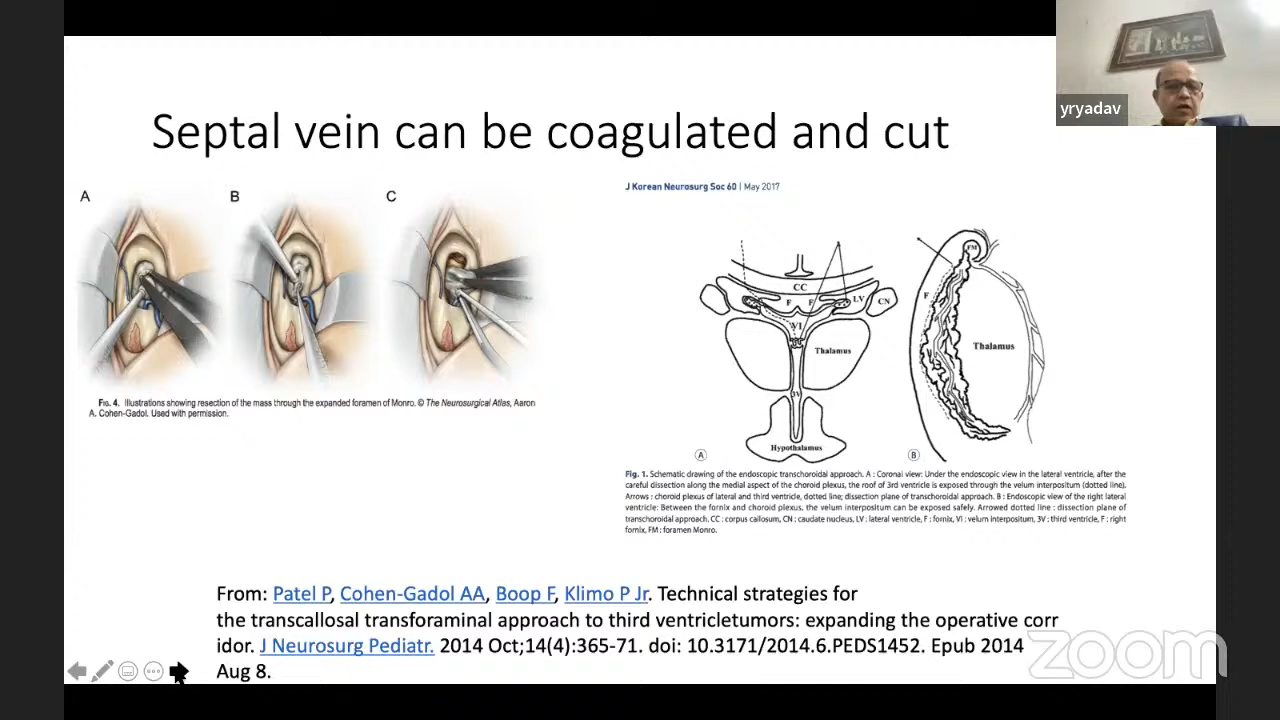 yryadav
Septal vein can be coagulated and cut
A
B
C
FIG. 4. Illustrations showing resection of the mass through the expanded foramen of Monro. © The Neurosurgical Atlas, Aaron
A. Cohen-Gadol. Used with permission.
J Korean Neurosurg Soc 60 | May 2017
CC
F
F
LV
CN
VI
Thalamus
3V
Hypothalamus
A
FM
F
Thalamus
B
Fig. 1. Schematic drawing of the endoscopic transchoroidal approach. A : Coronal view: Under the endoscopic view in the lateral ventricle, after the
careful dissection along the medial aspect of the choroid plexus, the roof of 3rd ventricle is exposed through the velum interpositum (dotted line).
Arrows : choroid plexus of lateral and third ventricle, dotted line; dissection plane of transchoroidal approach. B : Endoscopic view of the right lateral
ventricle: Between the fornix and choroid plexus, the velum interpositum can be exposed safely. Arrowed dotted line : dissection plane of
transchoroidal approach. CC : corpus callosum, CN : caudate nucleus, LV : lateral ventricle, F : fornix, VI : velum interpositum, 3V : third ventricle, F : right
fornix, FM : foramen Monro.
From: Patel P, Cohen-Gadol AA, Boop F, Klimo P Jr. Technical strategies for
the transcallosal transforaminal approach to third ventricletumors: expanding the operative corr
idor. J Neurosurg Pediatr. 2014 Oct;14(4):365-71. doi: 10.3171/2014.6.PEDS1452. Epub 2014
Aug 8.
zoom